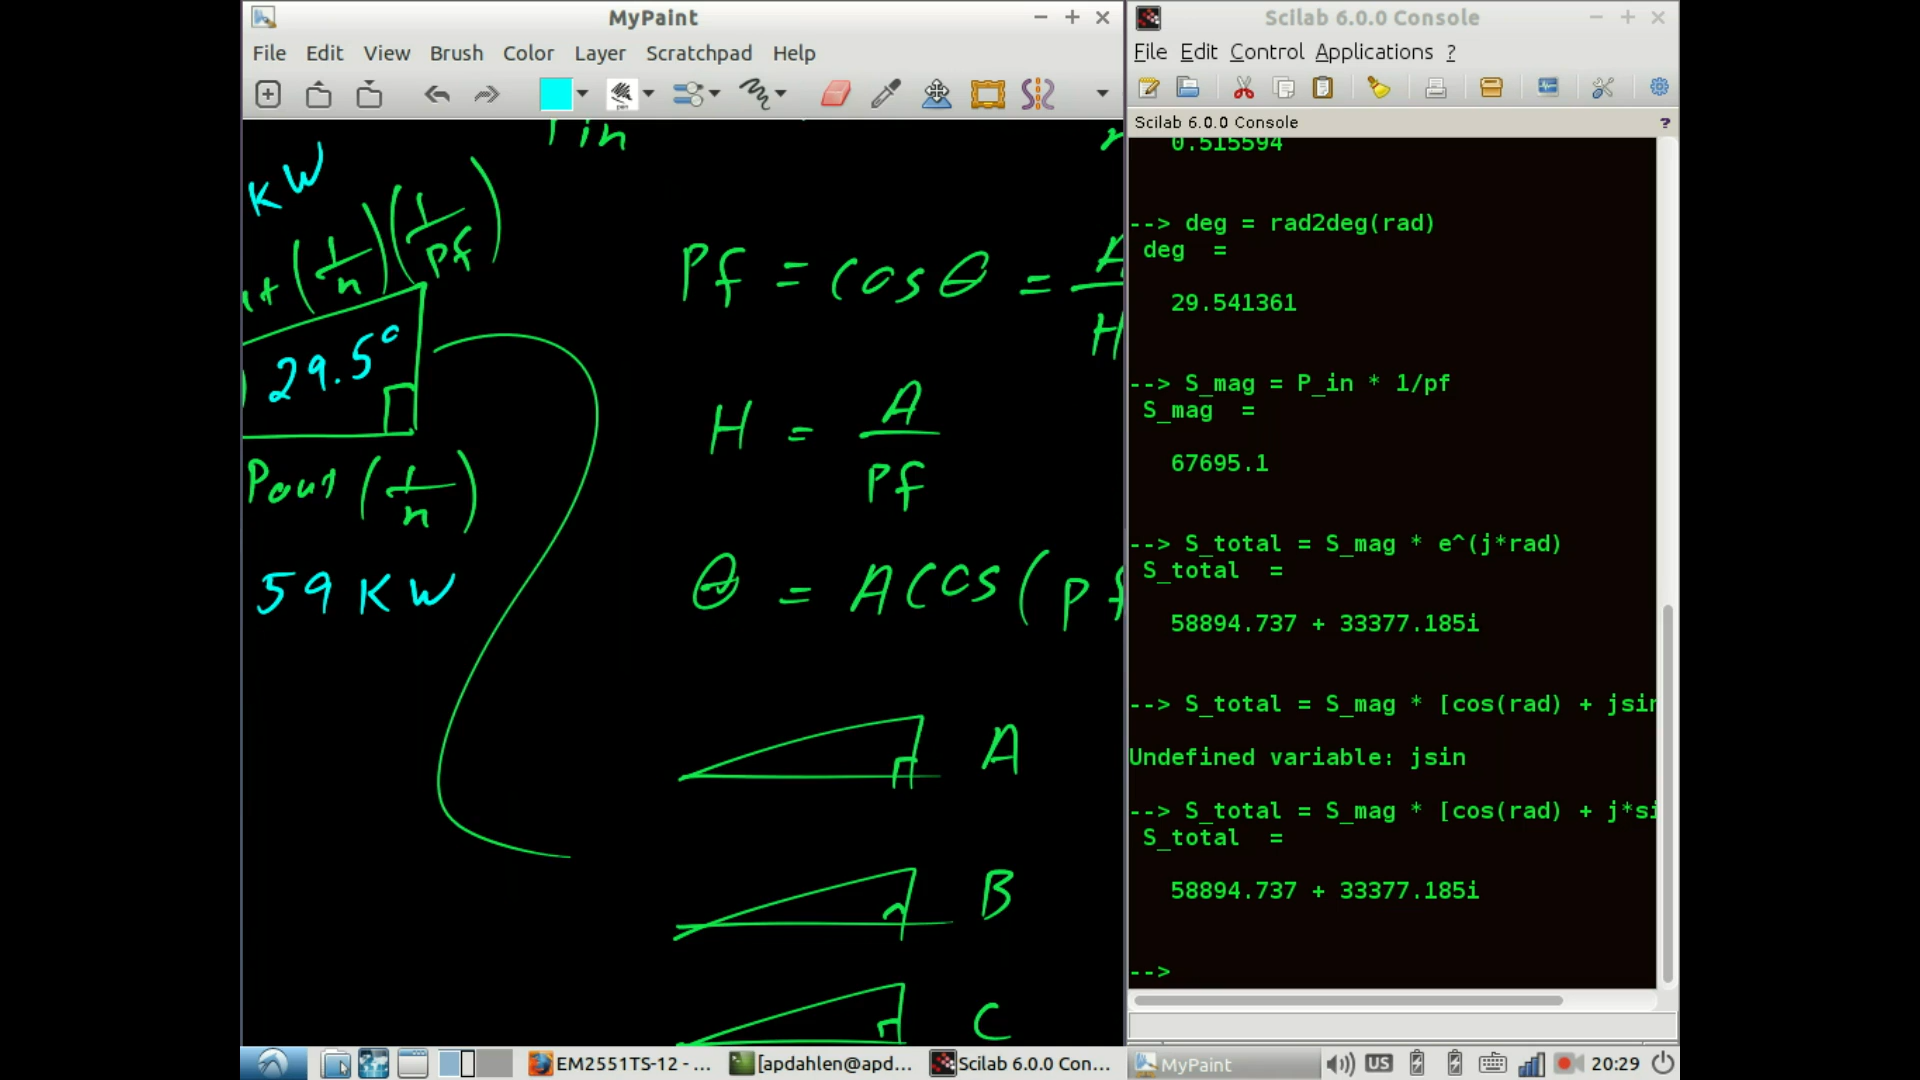 MyPaint
File Edit View Brush Color Layer Scratchpad Help
in
KW
(1/n)(1/pf)
29.5°
Pout (1/n)
59 KW
Pf = cosθ = A/H
H = A/Pf
θ = Acos(pf
A
B
C
Scilab 6.0.0 Console
File Edit Control Applications ?
Scilab 6.0.0 Console ?
0.515594
--> deg = rad2deg(rad)
deg =
29.541361
--> S_mag = P_in * 1/pf
S_mag =
67695.1
--> S_total = S_mag * e^(j*rad)
S_total =
58894.737 + 33377.185i
--> S_total = S_mag * [cos(rad) + jsin
Undefined variable: jsin
--> S_total = S_mag * [cos(rad) + j*si
S_total =
58894.737 + 33377.185i
-->
EM2551TS-12 - ... [apdahlen@apd... Scilab 6.0.0 Con... MyPaint US 20:29